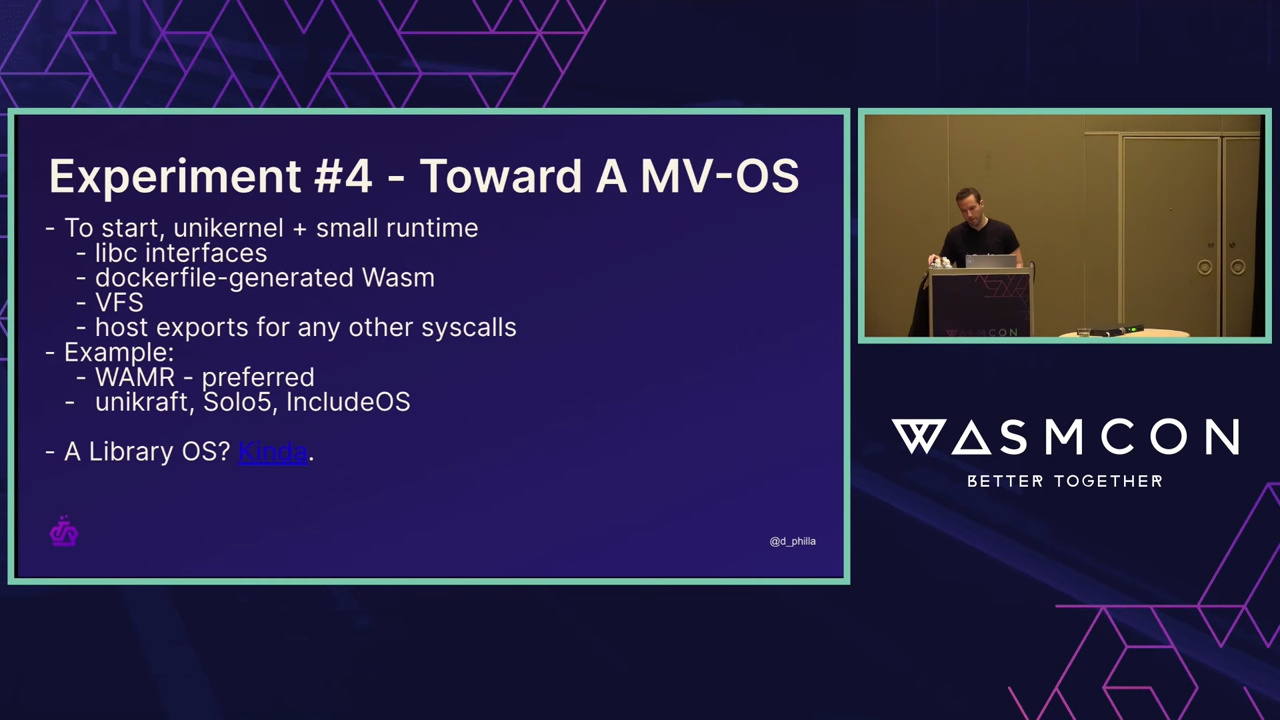 Experiment #4 - Toward A MV-OS
- To start, unikernel + small runtime
- libc interfaces
- dockerfile-generated Wasm
- VFS
- host exports for any other syscalls
- Example:
- WAMR - preferred
- unikraft, Solo5, IncludeOS
- A Library OS? Kinda.
@d_philla
WASMCON
WASMCON
BETTER TOGETHER